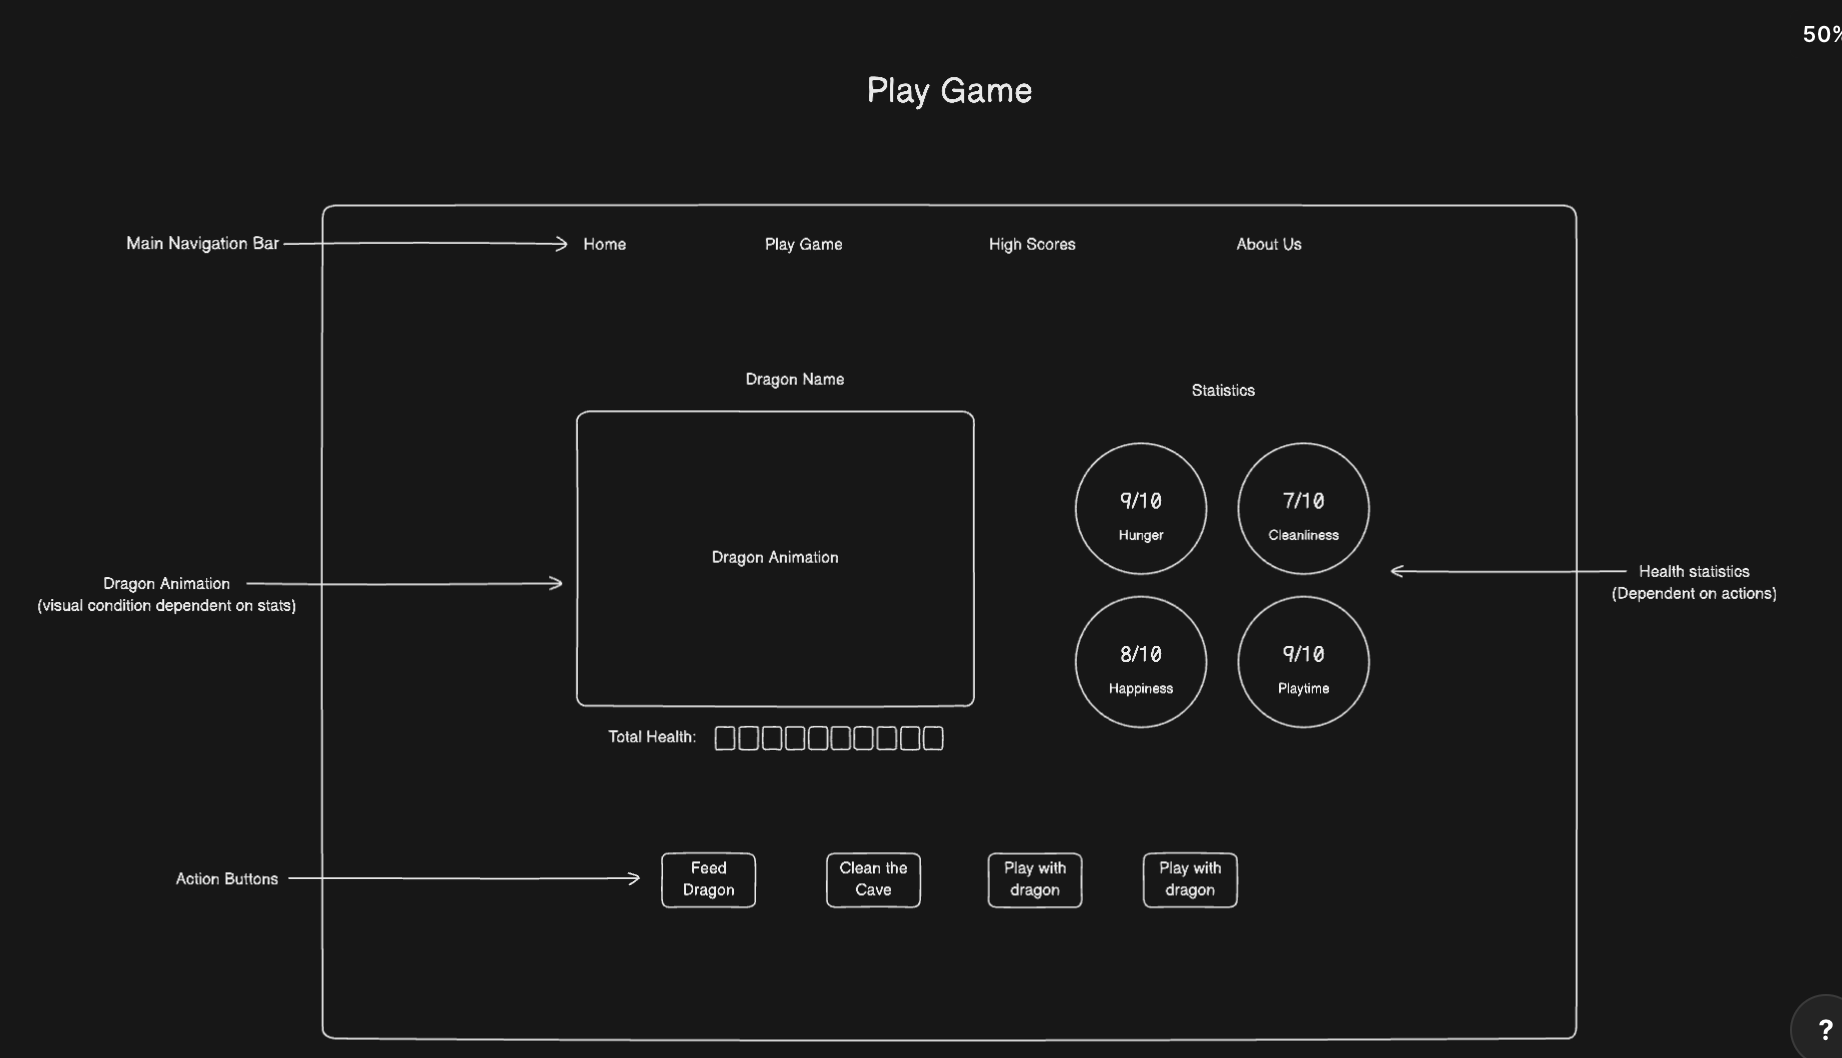 50%
Play Game
Main Navigation Bar
Home
Play Game
High Scores
About Us
Dragon Name
Statistics
9/10
Hunger
7/10
Cleanliness
Dragon Animation
Dragon Animation
(visual condition dependent on stats)
Health statistics
(Dependent on actions)
8/10
Happiness
9/10
Playtime
Total Health:
Action Buttons
Feed
Dragon
Clean the
Cave
Play with
dragon
Play with
dragon
?